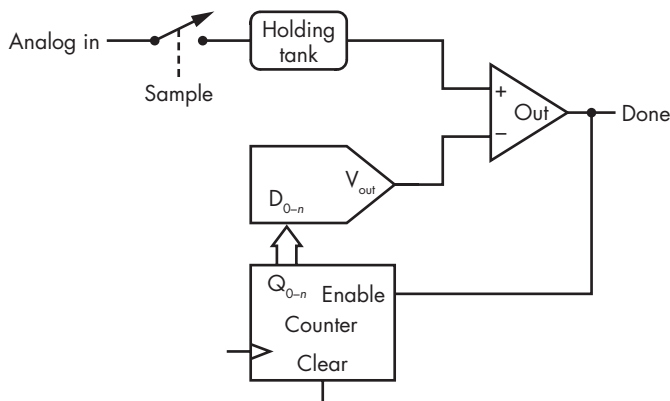 Analog in
Sample
Holding
tank
+
−
Out
Done
D0–n
Vout
Q0–n
Enable
Counter
Clear